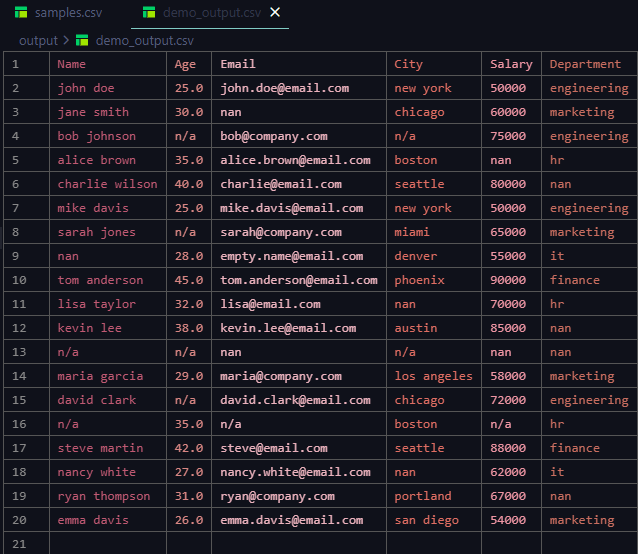 samples.csv demo_output.csv ×
output > demo_output.csv
1 Name Age Email City Salary Department
2 john doe 25.0 john.doe@email.com new york 50000 engineering
3 jane smith 30.0 nan chicago 60000 marketing
4 bob johnson n/a bob@company.com n/a 75000 engineering
5 alice brown 35.0 alice.brown@email.com boston nan hr
6 charlie wilson 40.0 charlie@email.com seattle 80000 nan
7 mike davis 25.0 mike.davis@email.com new york 50000 engineering
8 sarah jones n/a sarah@company.com miami 65000 marketing
9 nan 28.0 empty.name@email.com denver 55000 it
10 tom anderson 45.0 tom.anderson@email.com phoenix 90000 finance
11 lisa taylor 32.0 lisa@email.com nan 70000 hr
12 kevin lee 38.0 kevin.lee@email.com austin 85000 nan
13 n/a n/a nan n/a nan nan
14 maria garcia 29.0 maria@company.com los angeles 58000 marketing
15 david clark n/a david.clark@email.com chicago 72000 engineering
16 n/a 35.0 n/a boston n/a hr
17 steve martin 42.0 steve@email.com seattle 88000 finance
18 nancy white 27.0 nancy.white@email.com nan 62000 it
19 ryan thompson 31.0 ryan@company.com portland 67000 nan
20 emma davis 26.0 emma.davis@email.com san diego 54000 marketing
21